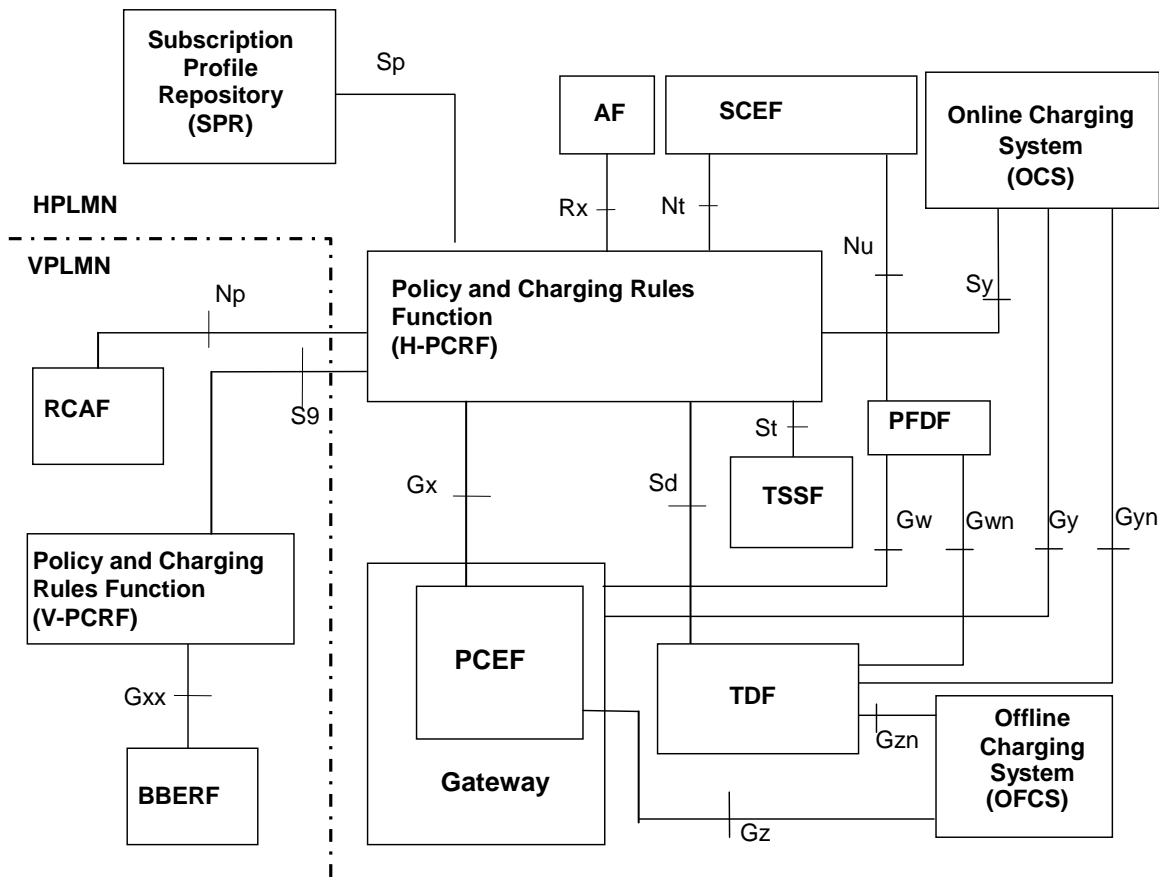 Subscription
Profile
Repository
(SPR)
Sp
AF
SCEF
Online Charging
System
(OCS)
HPLMN
Rx
Nt
VPLMN
Nu
Sy
Np
Policy and Charging Rules
Function
(H-PCRF)
RCAF
S9
St
PFDF
Gx
Sd
TSSF
Gw
Gwn
Gy
Gyn
Policy and Charging
Rules Function
(V-PCRF)
PCEF
TDF
Gxx
Gzn
Offline
Charging
System
(OFCS)
BBERF
Gateway
Gz